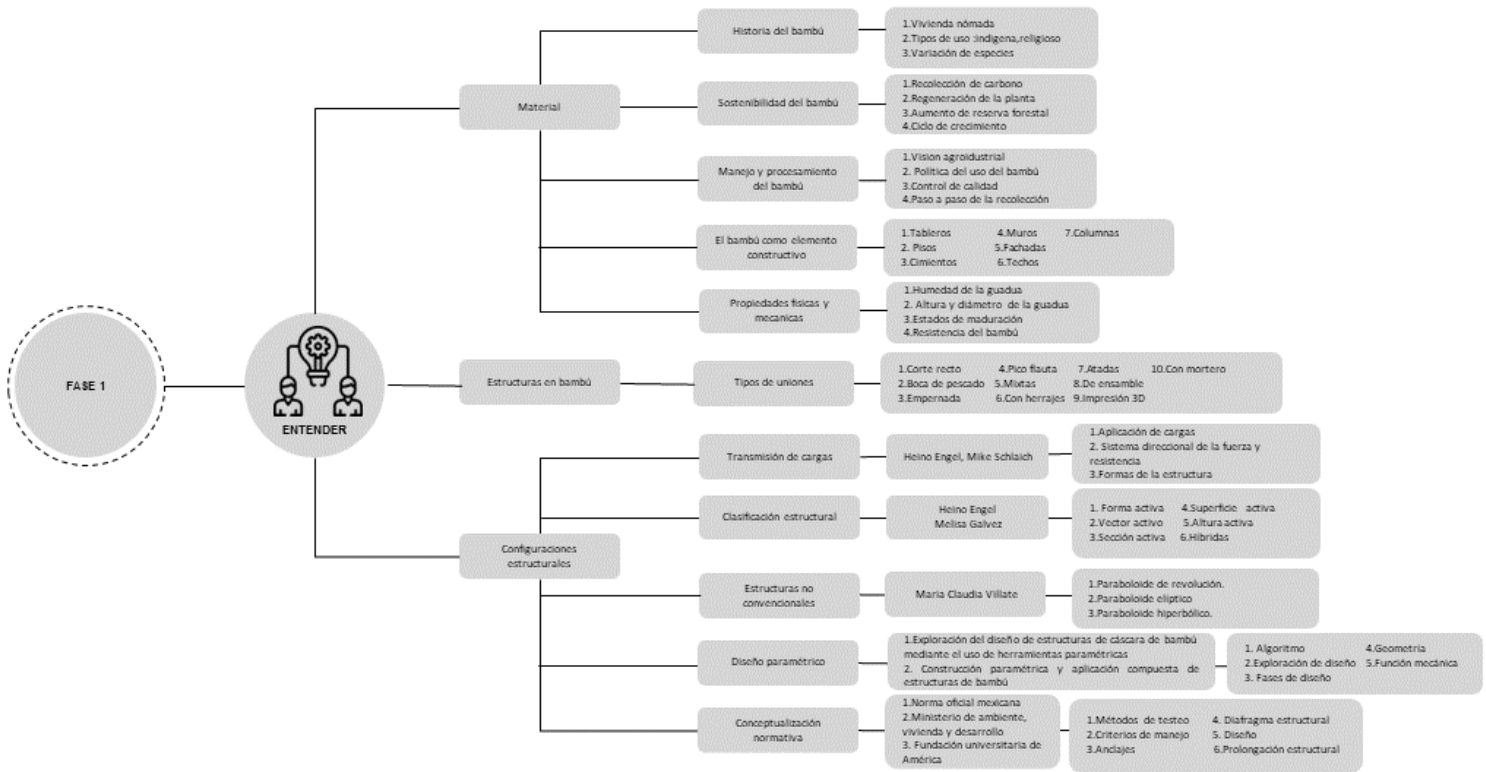 FASE 1
ENTENDER
Material
Historia del bambú
1.Vivienda nómada
2.Tipos de uso :indigena,religioso
3.Variación de especies
Sostenibilidad del bambú
1.Recolección de carbono
2.Regeneración de la planta
3.Aumento de reserva forestal
4.Ciclo de crecimiento
Manejo y procesamiento
del bambú
1.Vision agroindustrial
2. Política del uso del bambú
3.Control de calidad
4.Paso a paso de la recolección
El bambú como elemento
constructivo
1.Tableros 4.Muros 7.Columnas
2. Pisos 5.Fachadas
3.Cimientos 6.Techos
Propiedades fisicas y
mecanicas
1.Humedad de la guadua
2. Altura y diámetro de la guadua
3.Estados de maduración
4.Resistencia del bambú
Estructuras en bambú
Tipos de uniones
1.Corte recto 4.Pico flauta 7.Atadas 10.Con mortero
2.Boca de pescado 5.Mixtas 8.De ensamble
3.Empernada 6.Con herrajes 9.Impresión 3D
Configuraciones
estructurales
Transmisión de cargas
Heino Engel, Mike Schlaich
1.Aplicación de cargas
2. Sistema direccional de la fuerza y
resistencia
3.Formas de la estructura
Clasificación estructural
Heino Engel
Melisa Galvez
1. Forma activa 4.Superficie activa
2.Vector activo 5.Altura activa
3.Sección activa 6.Híbridas
Estructuras no
convencionales
Maria Claudia Villate
1.Paraboloide de revolución.
2.Paraboloide elíptico
3.Paraboloide hiperbólico.
Diseño paramétrico
1.Exploración del diseño de estructuras de cáscara de bambú
mediante el uso de herramientas paramétricas
2. Construcción paramétrica y aplicación compuesta de
estructuras de bambú
1. Algoritmo 4.Geometría
2.Exploración de diseño 5.Función mecánica
3. Fases de diseño
Conceptualización
normativa
1.Norma oficial mexicana
2.Ministerio de ambiente,
vivienda y desarrollo
3. Fundación universitaria de
América
1.Métodos de testeo 4. Diafragma estructural
2.Criterios de manejo 5. Diseño
3.Anclajes 6.Prolongación estructural